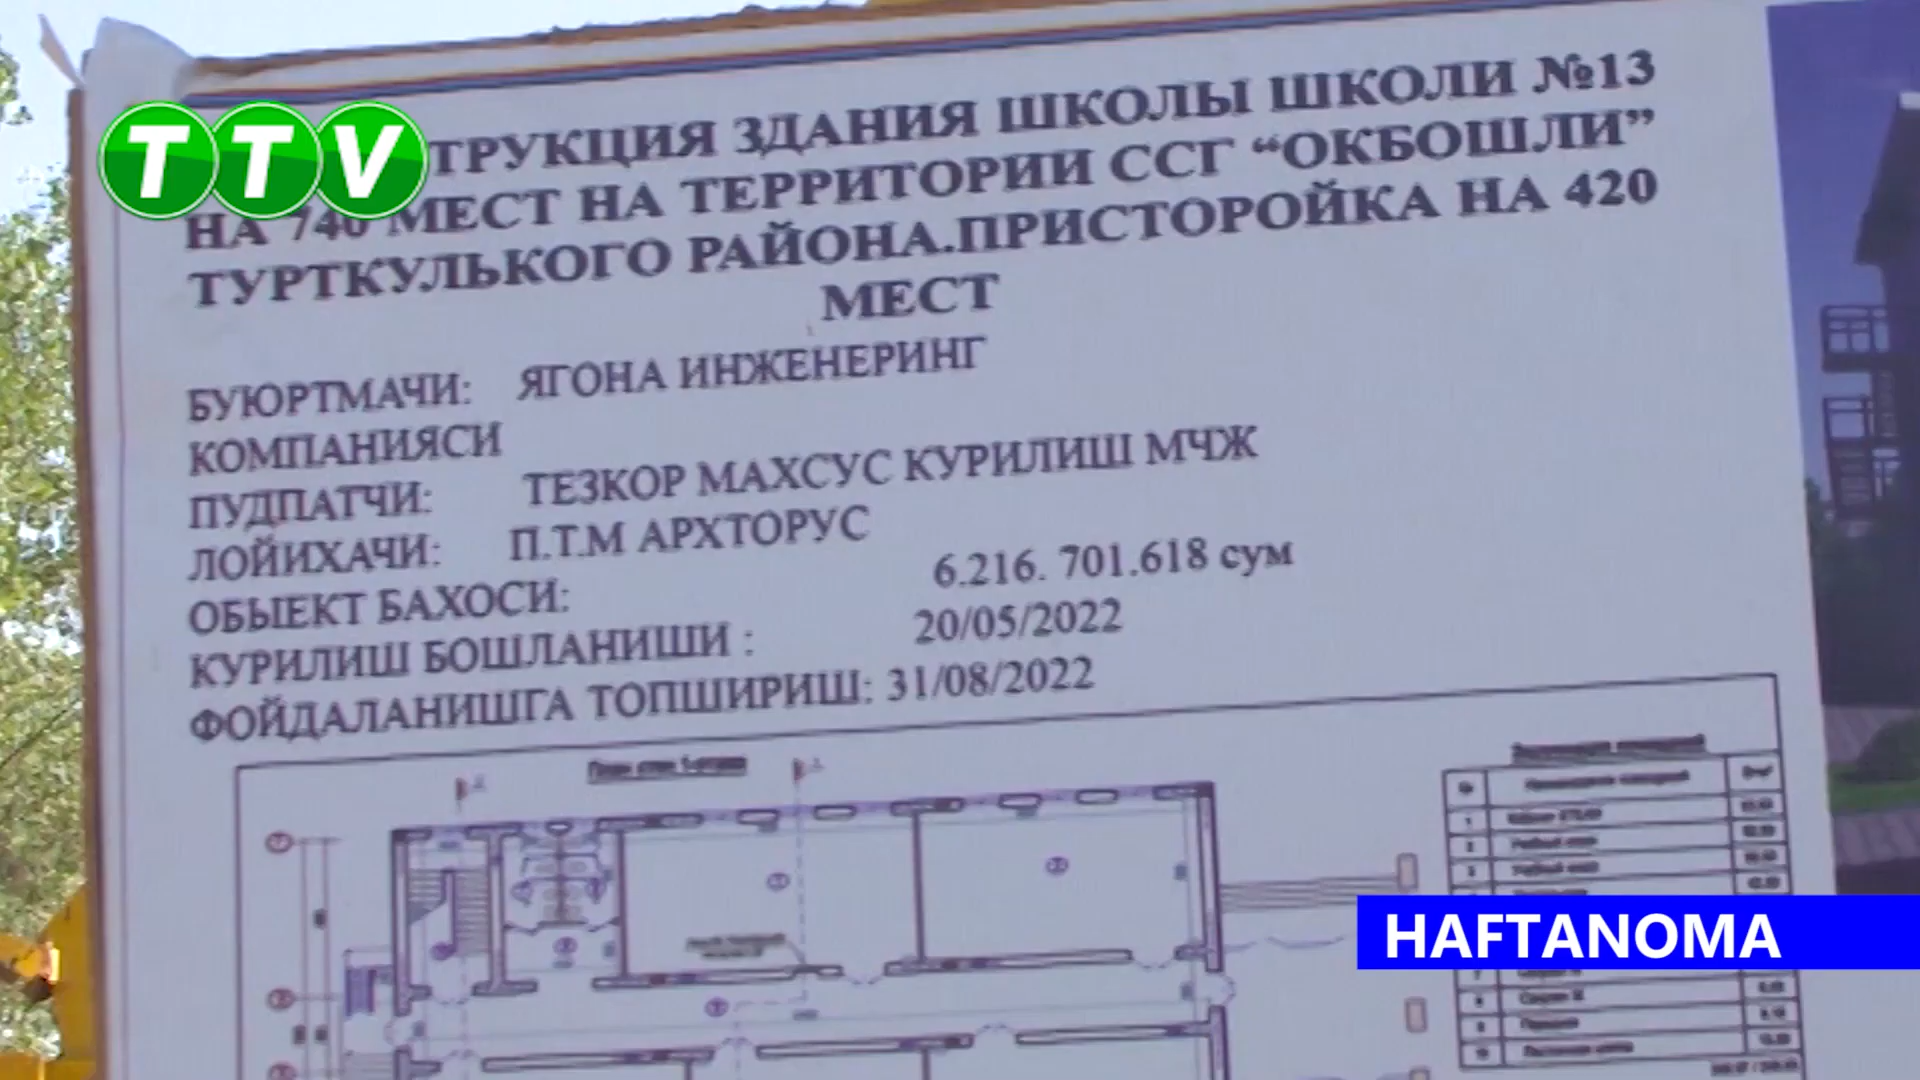 TTV
ТРУКЦИЯ ЗДАНИЯ ШКОЛЫ ШКОЛИ №13
НА 740 МЕСТ НА ТЕРРИТОРИИ ССГ “ОКБОШЛИ”
ТУРТКУЛЬКОГО РАЙОНА.ПРИСТОРОЙКА НА 420
МЕСТ
БУЮРТМАЧИ: ЯГОНА ИНЖЕНЕРИНГ
КОМПАНИЯСИ
ПУДПАТЧИ: ТЕЗКОР МАХСУС КУРИЛИШ МЧЖ
ЛОЙИХАЧИ: П.Т.М АРХТОРУС
ОБЫЕКТ БАХОСИ: 6.216. 701.618 сум
КУРИЛИШ БОШЛАНИШИ : 20/05/2022
ФОЙДАЛАНИШГА ТОПШИРИШ: 31/08/2022
HAFTANOMA